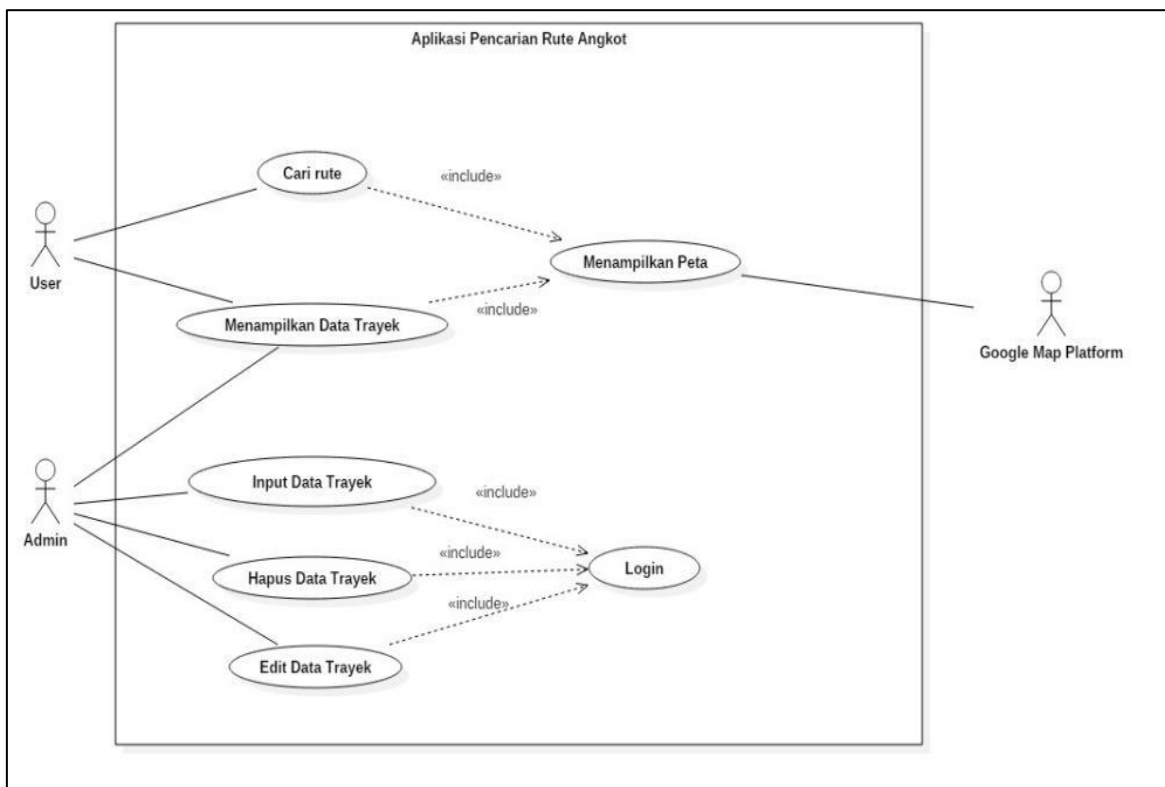 Aplikasi Pencarian Rute Angkot
Cari rute
«include»
User
Menampilkan Peta
«include»
Menampilkan Data Trayek
Google Map Platform
Admin
Input Data Trayek
«include»
Hapus Data Trayek
«include»
Login
«include»
Edit Data Trayek